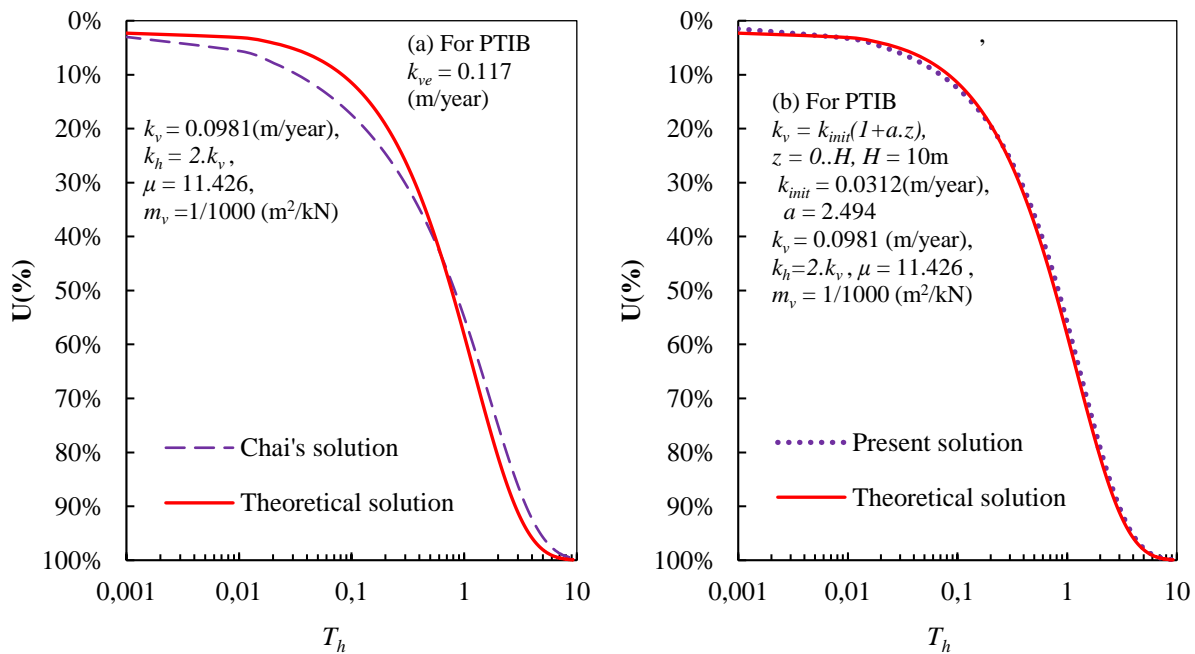 0%
10%
20%
30%
40%
50%
60%
70%
80%
90%
100%
U(%)
(a) For PTIB
k_ve = 0.117
(m/year)
k_v = 0.0981(m/year),
k_h = 2.k_v ,
μ = 11.426,
m_v =1/1000 (m²/kN)
Chai's solution
Theoretical solution
0,001 0,01 0,1 1 10
T_h
0%
10%
20%
30%
40%
50%
60%
70%
80%
90%
100%
U(%)
,
(b) For PTIB
k_v = k_init(1+a.z),
z = 0..H, H = 10m
k_init = 0.0312(m/year),
a = 2.494
k_v = 0.0981 (m/year),
k_h=2.k_v , μ = 11.426 ,
m_v = 1/1000 (m²/kN)
Present solution
Theoretical solution
0,001 0,01 0,1 1 10
T_h